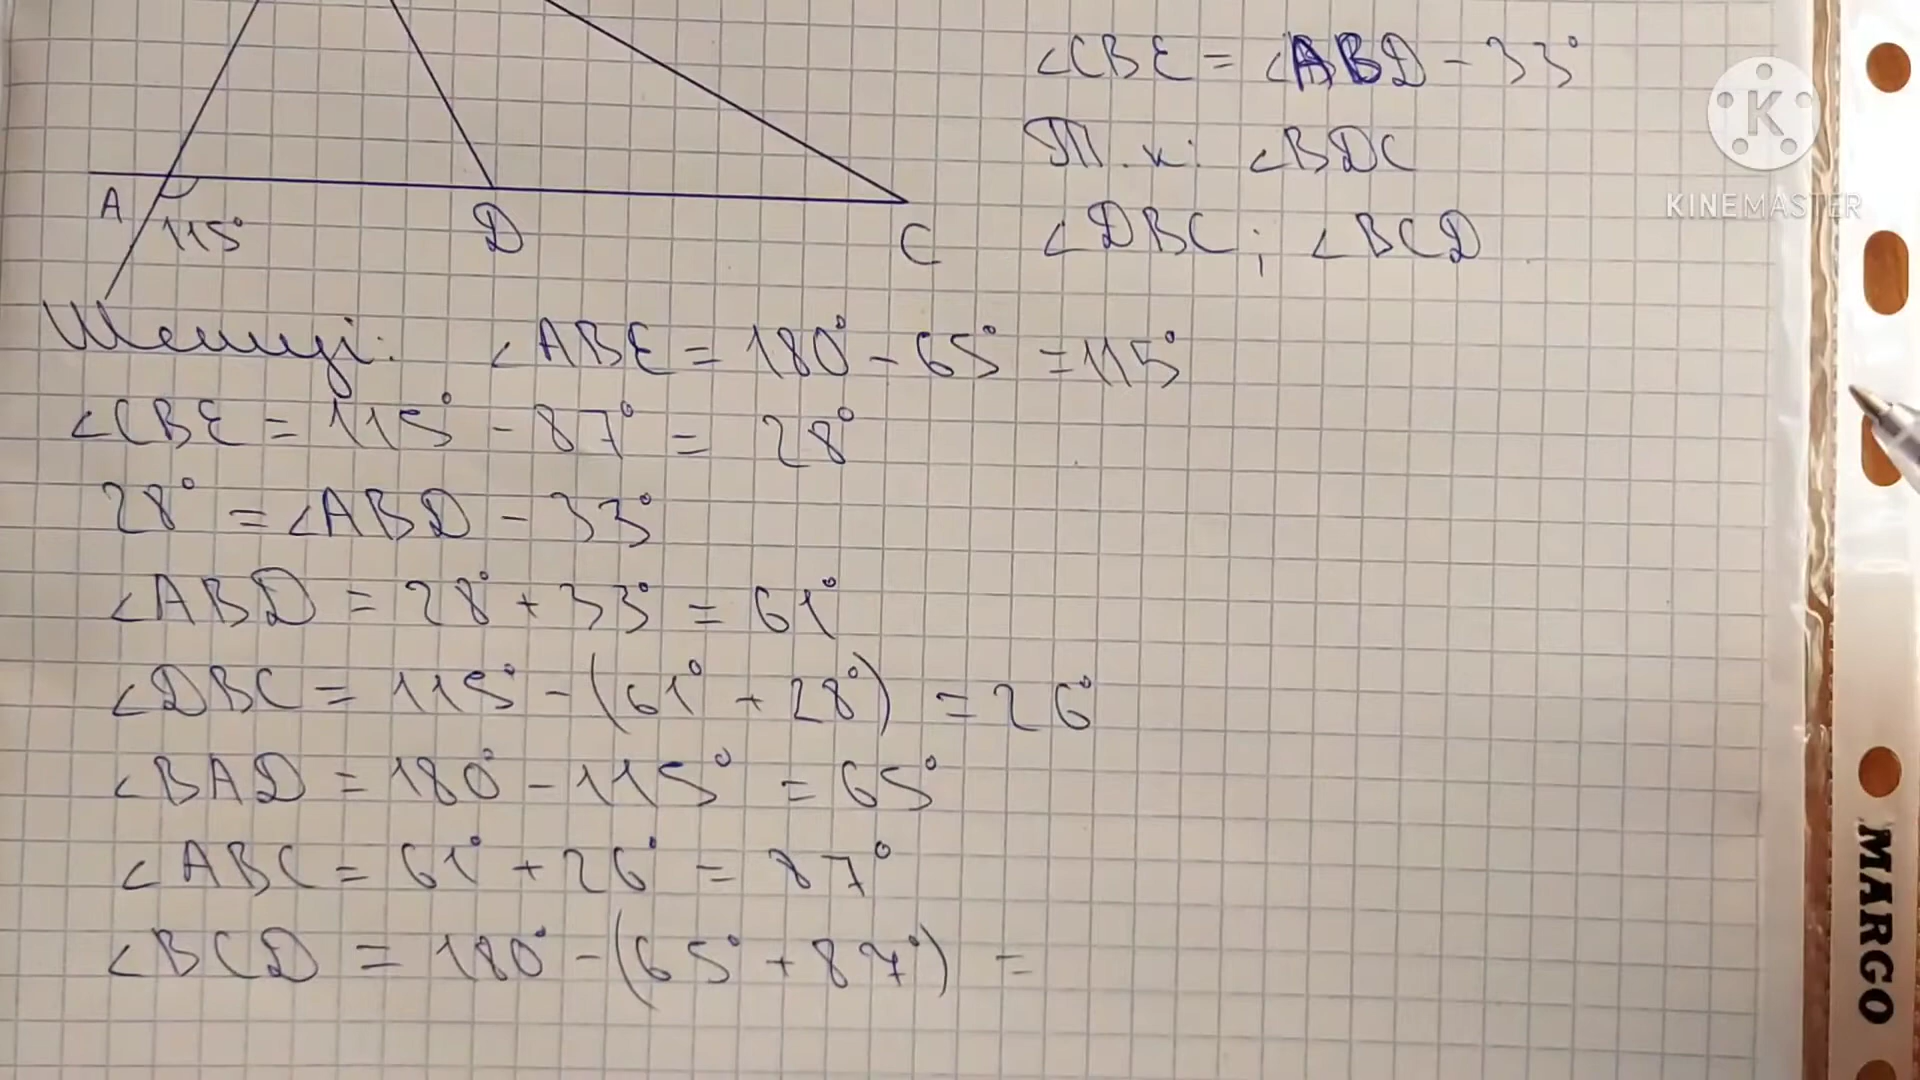 ∠CBE = ∠ABD - 33°
Т.к: ∠BDC
∠DBC; ∠BCD
A
115°
D
C
Шешуі: ∠ABE = 180° - 65° = 115°
∠CBE = 115° - 87° = 28°
28° = ∠ABD - 33°
∠ABD = 28° + 33° = 61°
∠DBC = 115° - (61° + 28°) = 26°
∠BAD = 180° - 115° = 65°
∠ABC = 61° + 26° = 87°
∠BCD = 180° - (65° + 87°) =
K
KINEMASTER
MARGO